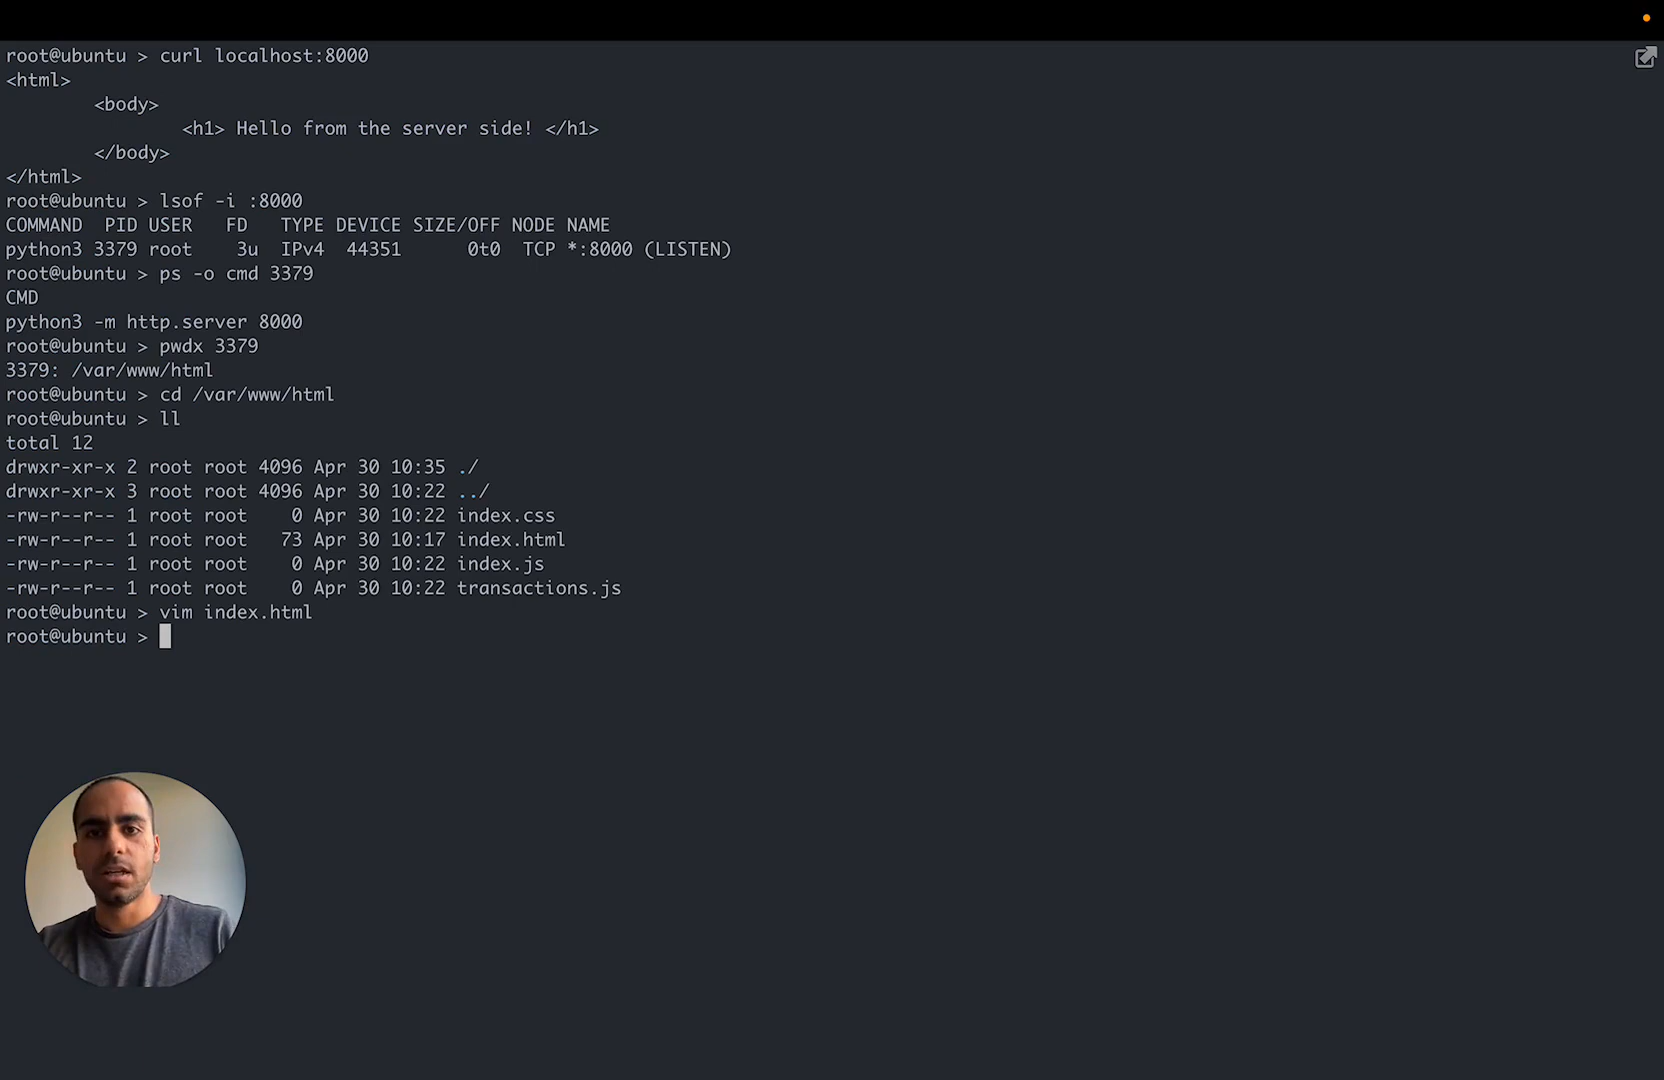 root@ubuntu > curl localhost:8000
<html>
        <body>
                <h1> Hello from the server side! </h1>
        </body>
</html>
root@ubuntu > lsof -i :8000
COMMAND  PID USER   FD   TYPE DEVICE SIZE/OFF NODE NAME
python3 3379 root    3u  IPv4  44351      0t0  TCP *:8000 (LISTEN)
root@ubuntu > ps -o cmd 3379
CMD
python3 -m http.server 8000
root@ubuntu > pwdx 3379
3379: /var/www/html
root@ubuntu > cd /var/www/html
root@ubuntu > ll
total 12
drwxr-xr-x 2 root root 4096 Apr 30 10:35 ./
drwxr-xr-x 3 root root 4096 Apr 30 10:22 ../
-rw-r--r-- 1 root root    0 Apr 30 10:22 index.css
-rw-r--r-- 1 root root   73 Apr 30 10:17 index.html
-rw-r--r-- 1 root root    0 Apr 30 10:22 index.js
-rw-r--r-- 1 root root    0 Apr 30 10:22 transactions.js
root@ubuntu > vim index.html
root@ubuntu >